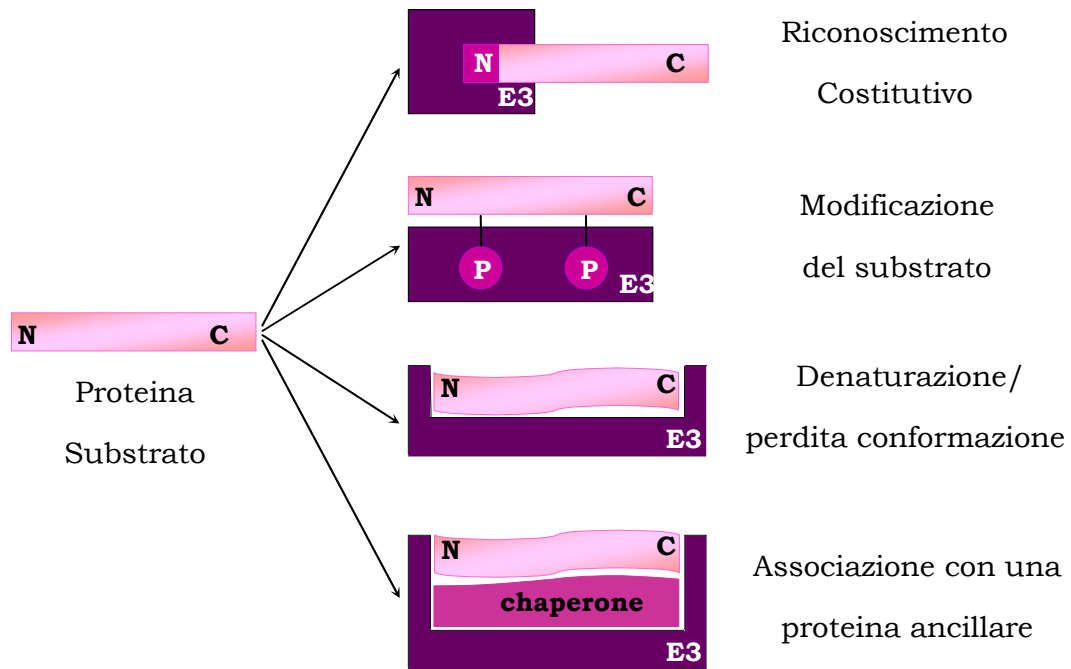 N C
E3
Riconoscimento
Costitutivo
N C
P P
E3
Modificazione
del substrato
N C
Proteina
Substrato
N C
E3
Denaturazione/
perdita conformazione
N C
chaperone
E3
Associazione con una
proteina ancillare